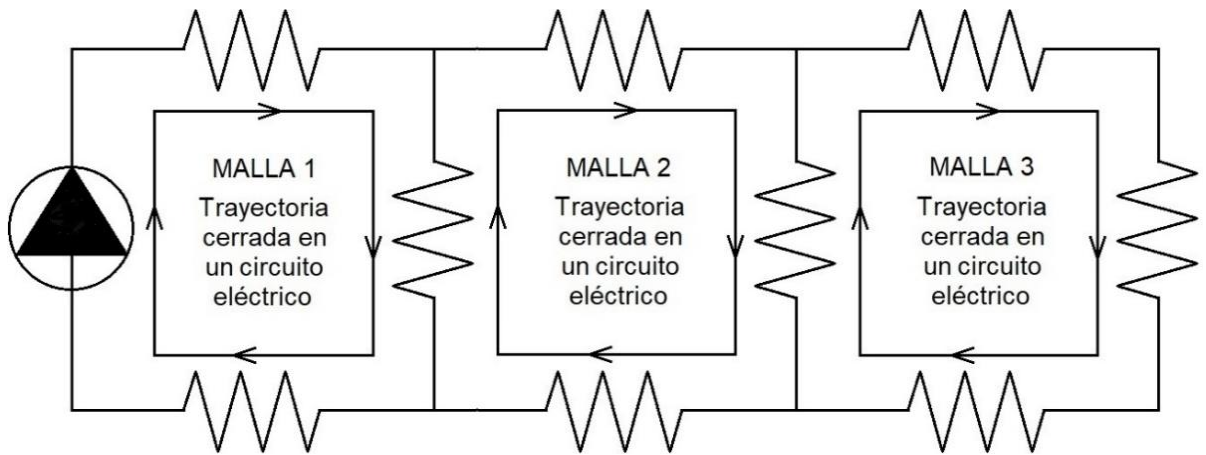 MALLA 1
Trayectoria
cerrada en
un circuito
eléctrico
MALLA 2
Trayectoria
cerrada en
un circuito
eléctrico
MALLA 3
Trayectoria
cerrada en
un circuito
eléctrico